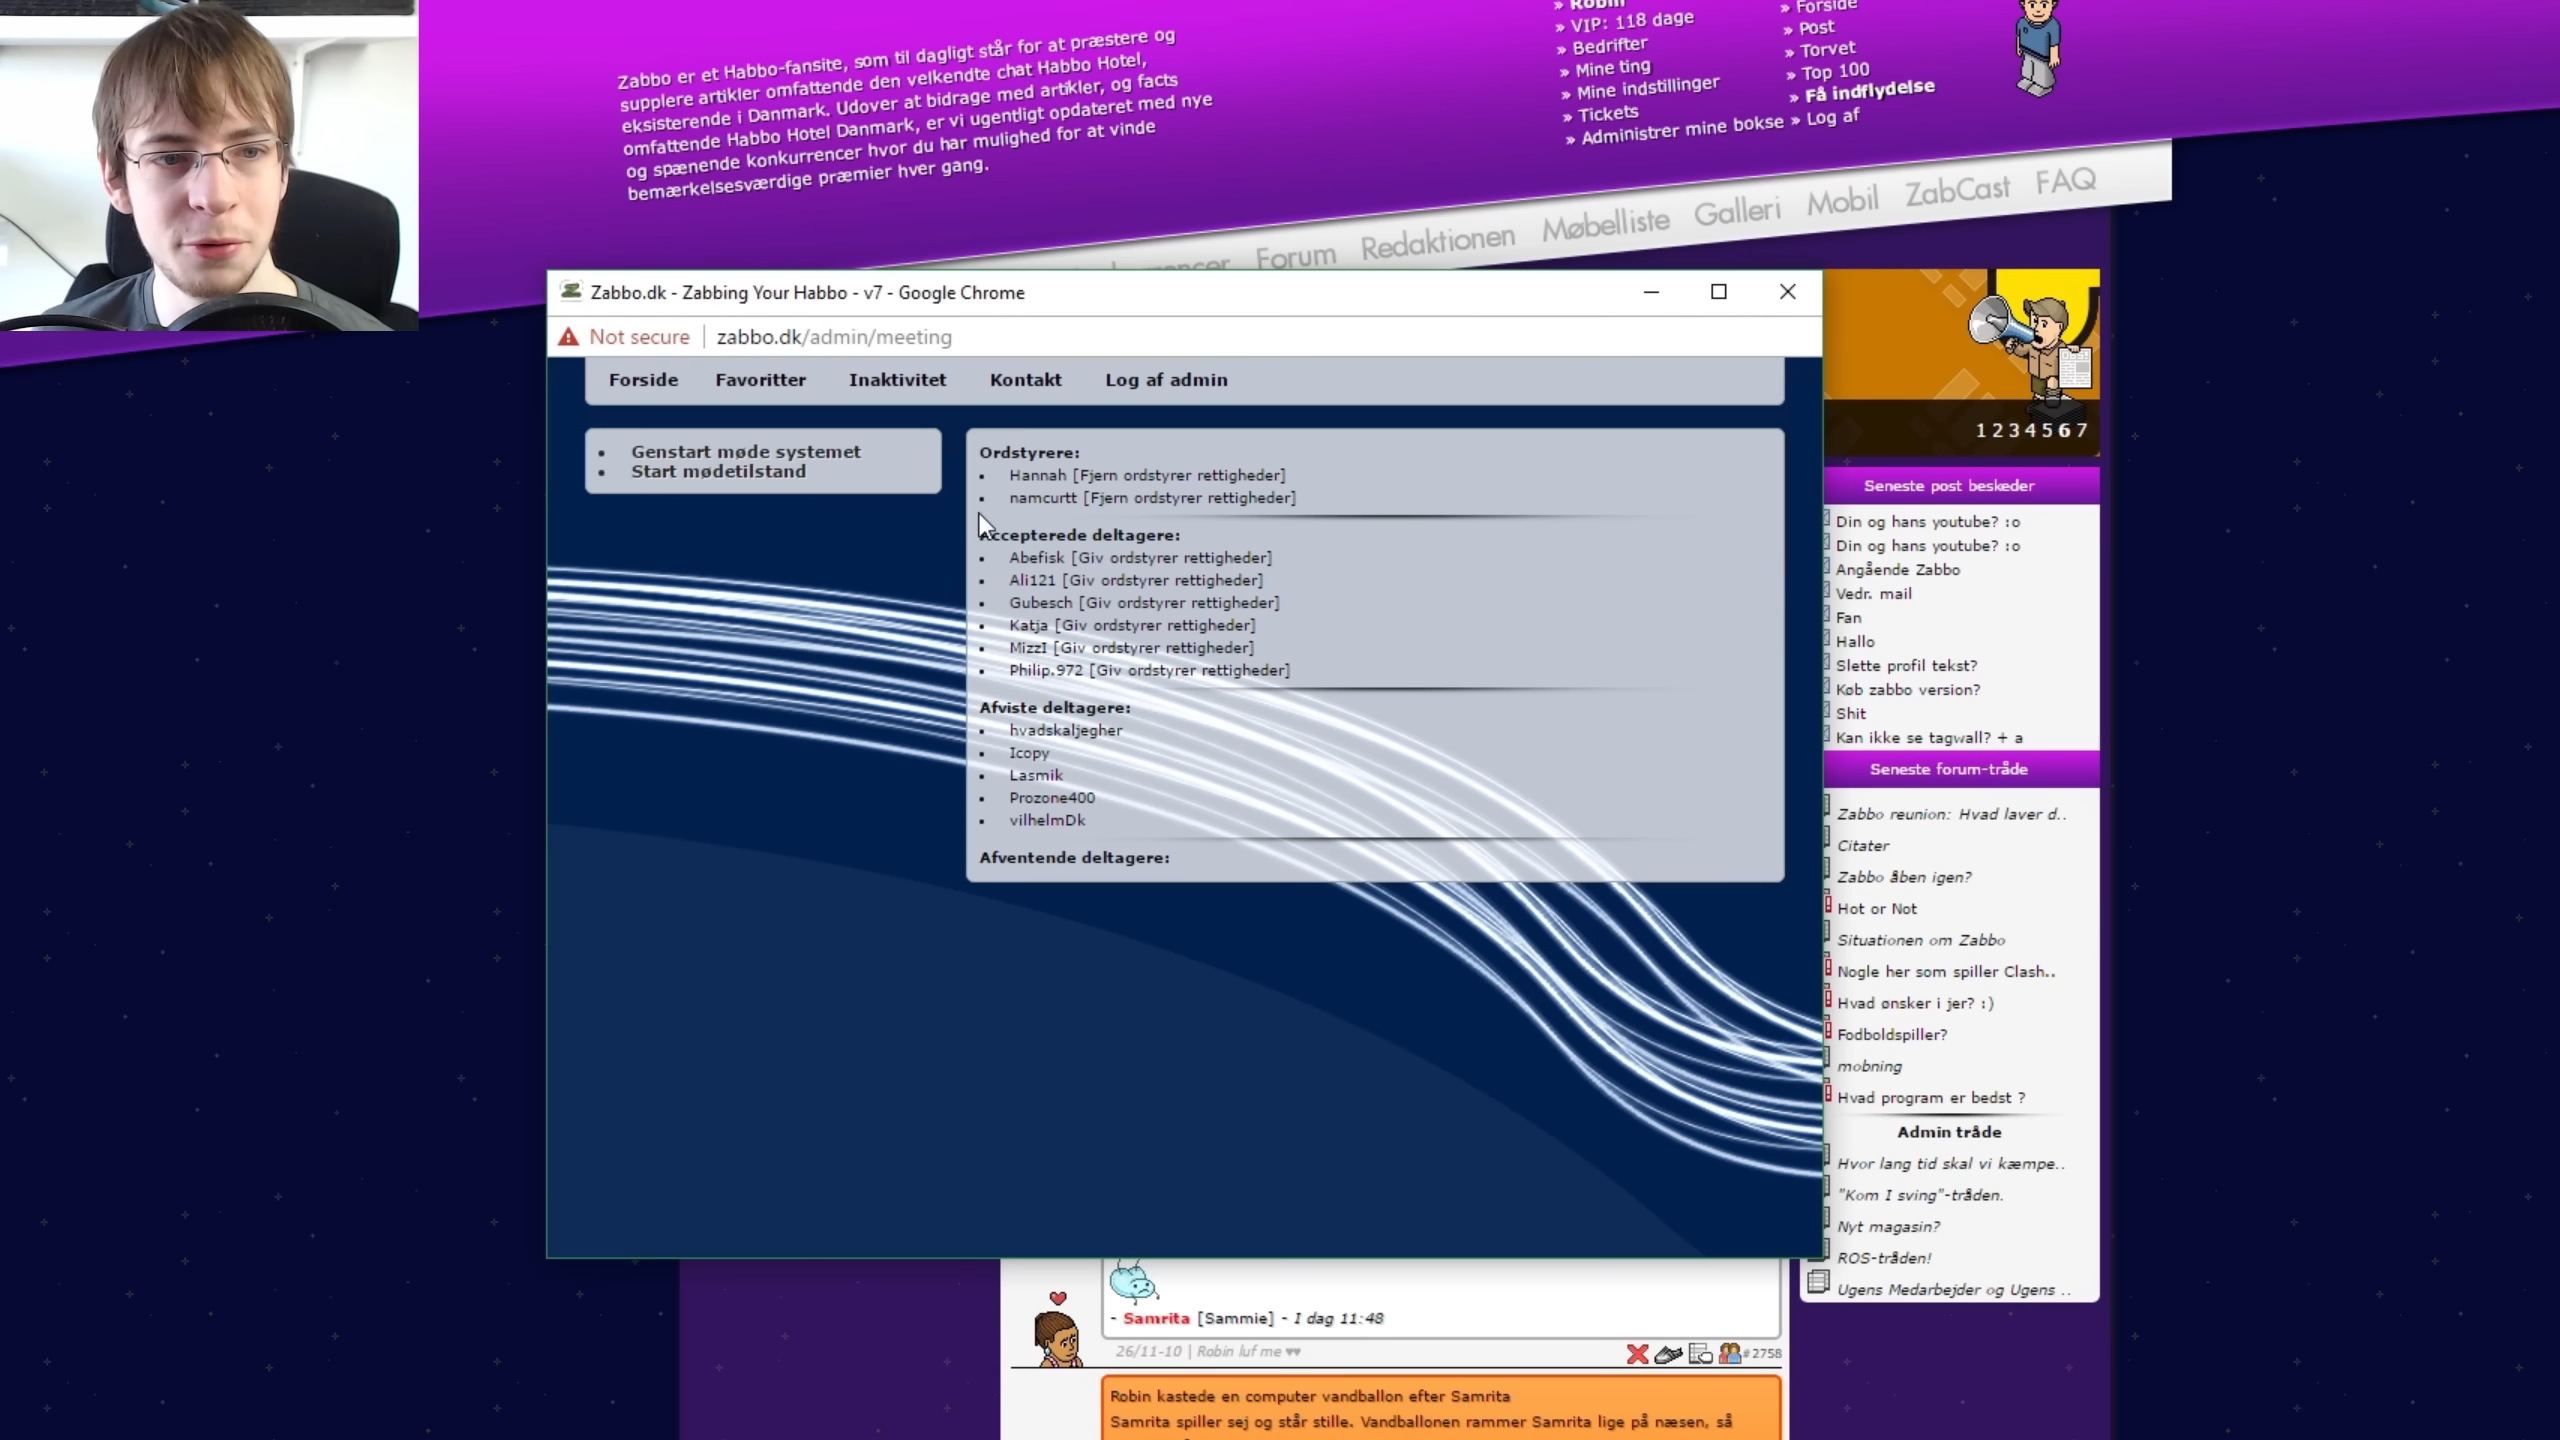 Zabbo er et Habbo-fansite, som til dagligt står for at præstere og
supplere artikler omfattende den velkendte chat Habbo Hotel,
eksisterende i Danmark. Udover at bidrage med artikler, og facts
omfattende Habbo Hotel Danmark, er vi ugentligt opdateret med nye
og spænende konkurrencer hvor du har mulighed for at vinde
bemærkelsesværdige præmier hver gang.
» Robin
» VIP: 118 dage
» Bedrifter
» Mine ting
» Mine indstillinger
» Tickets
» Administrer mine bokse
» Forside
» Post
» Torvet
» Top 100
» Få indflydelse
» Log af
Forum Redaktionen Møbelliste Galleri Mobil ZabCast FAQ
Zabbo.dk - Zabbing Your Habbo - v7 - Google Chrome
Not secure zabbo.dk/admin/meeting
Forside Favoritter Inaktivitet Kontakt Log af admin
• Genstart møde systemet
• Start mødetilstand
Ordstyrere:
• Hannah [Fjern ordstyrer rettigheder]
• namcurtt [Fjern ordstyrer rettigheder]
Accepterede deltagere:
• Abefisk [Giv ordstyrer rettigheder]
• Ali121 [Giv ordstyrer rettigheder]
• Gubesch [Giv ordstyrer rettigheder]
• Katja [Giv ordstyrer rettigheder]
• MizzI [Giv ordstyrer rettigheder]
• Philip.972 [Giv ordstyrer rettigheder]
Afviste deltagere:
• hvadskaljegher
• Icopy
• Lasmik
• Prozone400
• vilhelmDk
Afventende deltagere:
1 2 3 4 5 6 7
Seneste post beskeder
Din og hans youtube? :o
Din og hans youtube? :o
Angående Zabbo
Vedr. mail
Fan
Hallo
Slette profil tekst?
Køb zabbo version?
Shit
Kan ikke se tagwall? + a
Seneste forum-tråde
Zabbo reunion: Hvad laver d..
Citater
Zabbo åben igen?
Hot or Not
Situationen om Zabbo
Nogle her som spiller Clash..
Hvad ønsker i jer? :)
Fodboldspiller?
mobning
Hvad program er bedst ?
Admin tråde
Hvor lang tid skal vi kæmpe..
"Kom I sving"-tråden.
Nyt magasin?
ROS-tråden!
Ugens Medarbejder og Ugens ..
- Samrita [Sammie] - I dag 11:48
26/11-10 | Robin luf me ♥♥
#2758
Robin kastede en computer vandballon efter Samrita
Samrita spiller sej og står stille. Vandballonen rammer Samrita lige på næsen, så